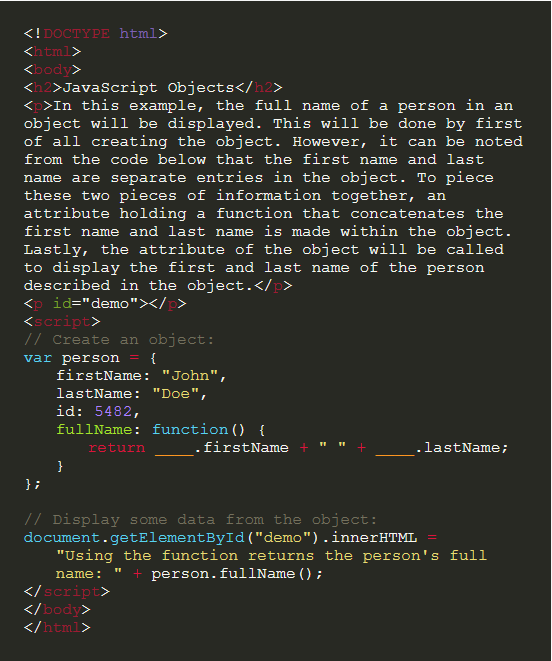 <!DOCTYPE html>
<html>
<body>
<h2>JavaScript Objects</h2>
<p>In this example, the full name of a person in an
object will be displayed. This will be done by first
of all creating the object. However, it can be noted
from the code below that the first name and last
name are separate entries in the object. To piece
these two pieces of information together, an
attribute holding a function that concatenates the
first name and last name is made within the object.
Lastly, the attribute of the object will be called
to display the first and last name of the person
described in the object.</p>
<p id="demo"></p>
<script>
// Create an object:
var person = {
firstName: "John",
lastName: "Doe",
id: 5482,
fullName: function() {
return ____.firstName + " " + ____.lastName;
}
};
// Display some data from the object:
document.getElementById("demo").innerHTML =
"Using the function returns the person's full
name: " + person.fullName();
</script>
</body>
</html>